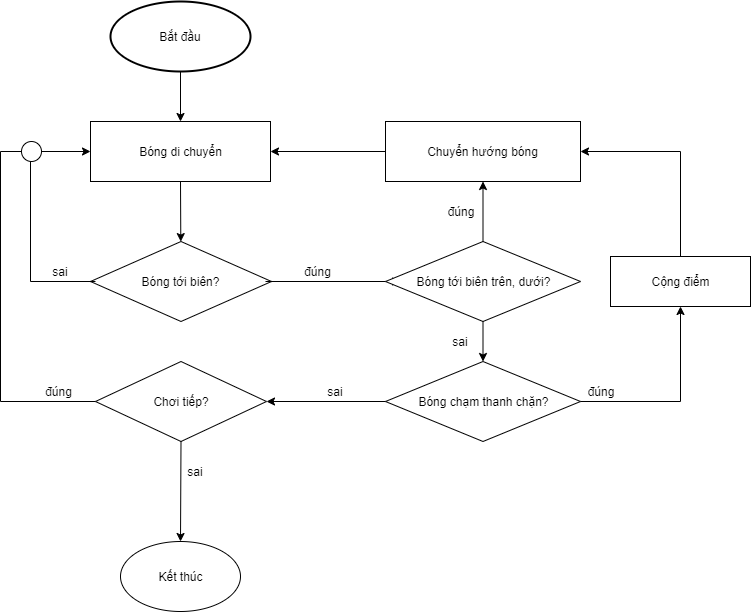 Bắt đầu
Bóng di chuyển
Chuyển hướng bóng
đúng
sai
Bóng tới biên?
đúng
Bóng tới biên trên, dưới?
Cộng điểm
sai
đúng
Chơi tiếp?
sai
Bóng chạm thanh chặn?
đúng
sai
Kết thúc